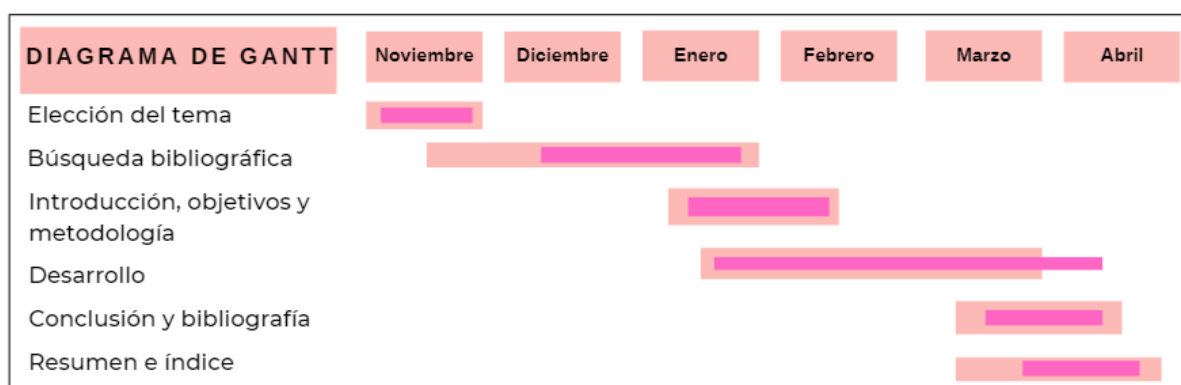 DIAGRAMA DE GANTT
Noviembre
Diciembre
Enero
Febrero
Marzo
Abril
Elección del tema
Búsqueda bibliográfica
Introducción, objetivos y
metodología
Desarrollo
Conclusión y bibliografía
Resumen e índice